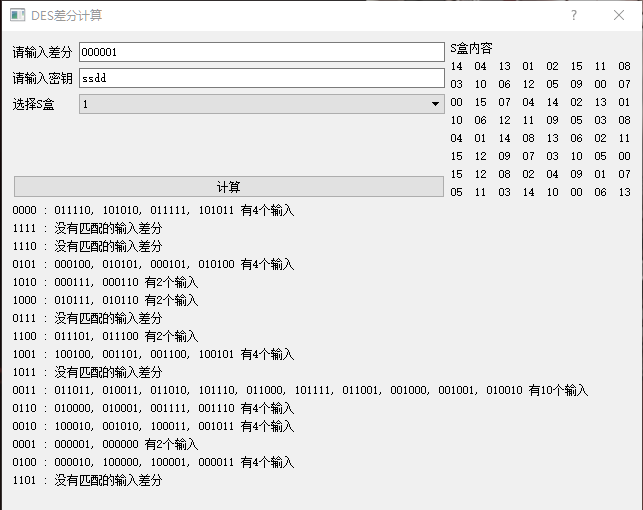 DES差分计算
请输入差分 000001
请输入密钥 ssdd
选择S盒 1
计算
S盒内容
14 04 13 01 02 15 11 08
03 10 06 12 05 09 00 07
00 15 07 04 14 02 13 01
10 06 12 11 09 05 03 08
04 01 14 08 13 06 02 11
15 12 09 07 03 10 05 00
15 12 08 02 04 09 01 07
05 11 03 14 10 00 06 13
0000 : 011110, 101010, 011111, 101011 有4个输入
1111 : 没有匹配的输入差分
1110 : 没有匹配的输入差分
0101 : 000100, 010101, 000101, 010100 有4个输入
1010 : 000111, 000110 有2个输入
1000 : 010111, 010110 有2个输入
0111 : 没有匹配的输入差分
1100 : 011101, 011100 有2个输入
1001 : 100100, 001101, 001100, 100101 有4个输入
1011 : 没有匹配的输入差分
0011 : 011011, 010011, 011010, 101110, 011000, 101111, 011001, 001000, 001001, 010010 有10个输入
0110 : 010000, 010001, 001111, 001110 有4个输入
0010 : 100010, 001010, 100011, 001011 有4个输入
0001 : 000001, 000000 有2个输入
0100 : 000010, 100000, 100001, 000011 有4个输入
1101 : 没有匹配的输入差分